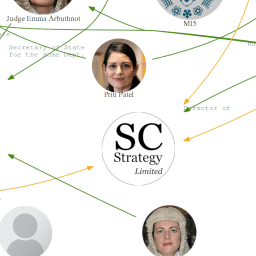 Judge Emma Arbuthnot
MI5
Secretary of State
for the Home Dept.
Priti Patel
Director of
SC
Strategy
Limited